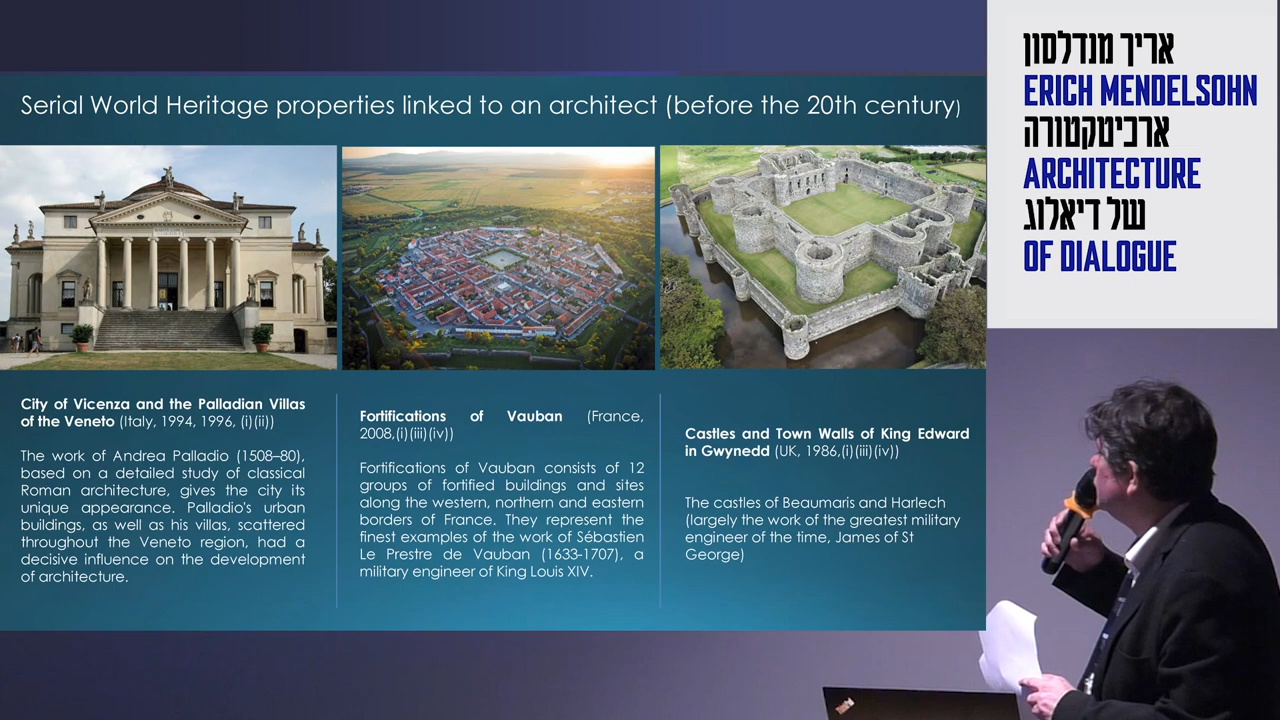 Serial World Heritage properties linked to an architect (before the 20th century)
City of Vicenza and the Palladian Villas
of the Veneto (Italy, 1994, 1996, (i)(ii))
The work of Andrea Palladio (1508–80),
based on a detailed study of classical
Roman architecture, gives the city its
unique appearance. Palladio's urban
buildings, as well as his villas, scattered
throughout the Veneto region, had a
decisive influence on the development
of architecture.
Fortifications of Vauban (France,
2008,(i)(iii)(iv))
Fortifications of Vauban consists of 12
groups of fortified buildings and sites
along the western, northern and eastern
borders of France. They represent the
finest examples of the work of Sébastien
Le Prestre de Vauban (1633-1707), a
military engineer of King Louis XIV.
Castles and Town Walls of King Edward
in Gwynedd (UK, 1986,(i)(iii)(iv))
The castles of Beaumaris and Harlech
(largely the work of the greatest military
engineer of the time, James of St
George)
אריך מנדלסון
ERICH MENDELSOHN
ארכיטקטורה
ARCHITECTURE
של דיאלוג
OF DIALOGUE